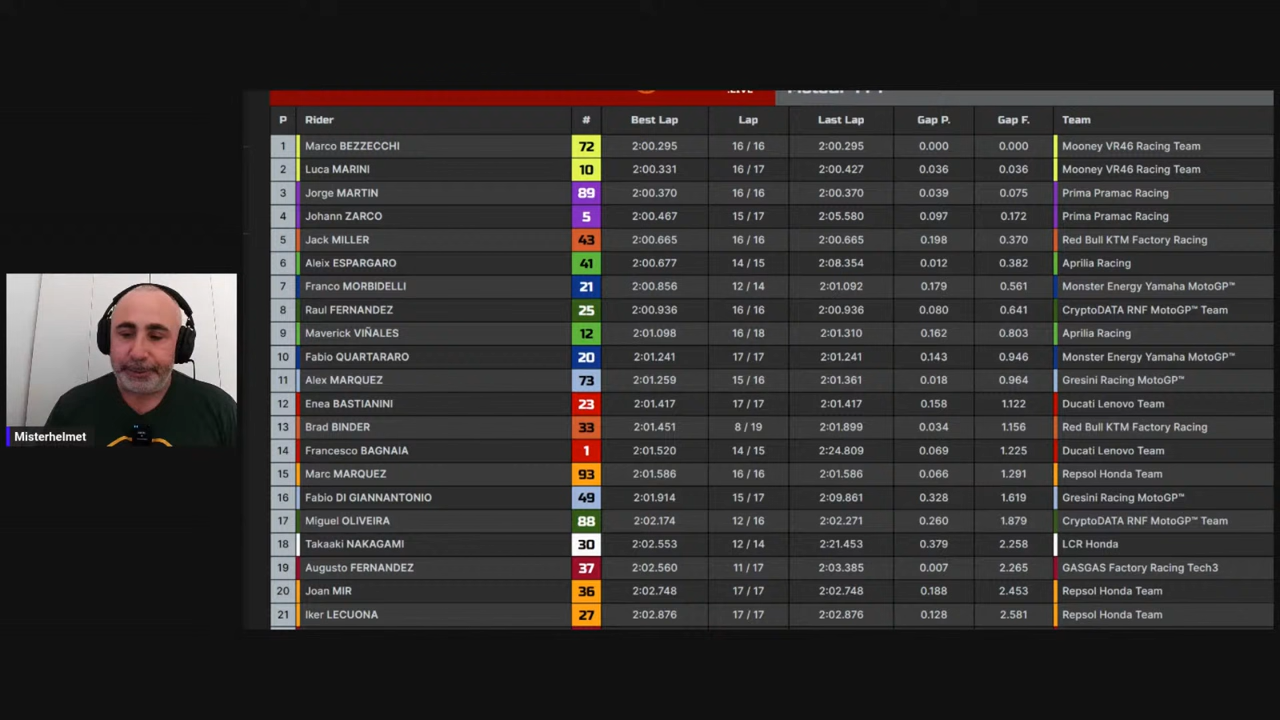 :LIVE
P Rider # Best Lap Lap Last Lap Gap P. Gap F. Team
1 Marco BEZZECCHI 72 2:00.295 16 / 16 2:00.295 0.000 0.000 Mooney VR46 Racing Team
2 Luca MARINI 10 2:00.331 16 / 17 2:00.427 0.036 0.036 Mooney VR46 Racing Team
3 Jorge MARTIN 89 2:00.370 16 / 16 2:00.370 0.039 0.075 Prima Pramac Racing
4 Johann ZARCO 5 2:00.467 15 / 17 2:05.580 0.097 0.172 Prima Pramac Racing
5 Jack MILLER 43 2:00.665 16 / 16 2:00.665 0.198 0.370 Red Bull KTM Factory Racing
6 Aleix ESPARGARO 41 2:00.677 14 / 15 2:08.354 0.012 0.382 Aprilia Racing
7 Franco MORBIDELLI 21 2:00.856 12 / 14 2:01.092 0.179 0.561 Monster Energy Yamaha MotoGP™
8 Raul FERNANDEZ 25 2:00.936 16 / 16 2:00.936 0.080 0.641 CryptoDATA RNF MotoGP™ Team
9 Maverick VIÑALES 12 2:01.098 16 / 18 2:01.310 0.162 0.803 Aprilia Racing
10 Fabio QUARTARARO 20 2:01.241 17 / 17 2:01.241 0.143 0.946 Monster Energy Yamaha MotoGP™
11 Alex MARQUEZ 73 2:01.259 15 / 16 2:01.361 0.018 0.964 Gresini Racing MotoGP™
12 Enea BASTIANINI 23 2:01.417 17 / 17 2:01.417 0.158 1.122 Ducati Lenovo Team
13 Brad BINDER 33 2:01.451 8 / 19 2:01.899 0.034 1.156 Red Bull KTM Factory Racing
14 Francesco BAGNAIA 1 2:01.520 14 / 15 2:24.809 0.069 1.225 Ducati Lenovo Team
15 Marc MARQUEZ 93 2:01.586 16 / 16 2:01.586 0.066 1.291 Repsol Honda Team
16 Fabio DI GIANNANTONIO 49 2:01.914 15 / 17 2:09.861 0.328 1.619 Gresini Racing MotoGP™
17 Miguel OLIVEIRA 88 2:02.174 12 / 16 2:02.271 0.260 1.879 CryptoDATA RNF MotoGP™ Team
18 Takaaki NAKAGAMI 30 2:02.553 12 / 14 2:21.453 0.379 2.258 LCR Honda
19 Augusto FERNANDEZ 37 2:02.560 11 / 17 2:03.385 0.007 2.265 GASGAS Factory Racing Tech3
20 Joan MIR 36 2:02.748 17 / 17 2:02.748 0.188 2.453 Repsol Honda Team
21 Iker LECUONA 27 2:02.876 17 / 17 2:02.876 0.128 2.581 Repsol Honda Team
Misterhelmet